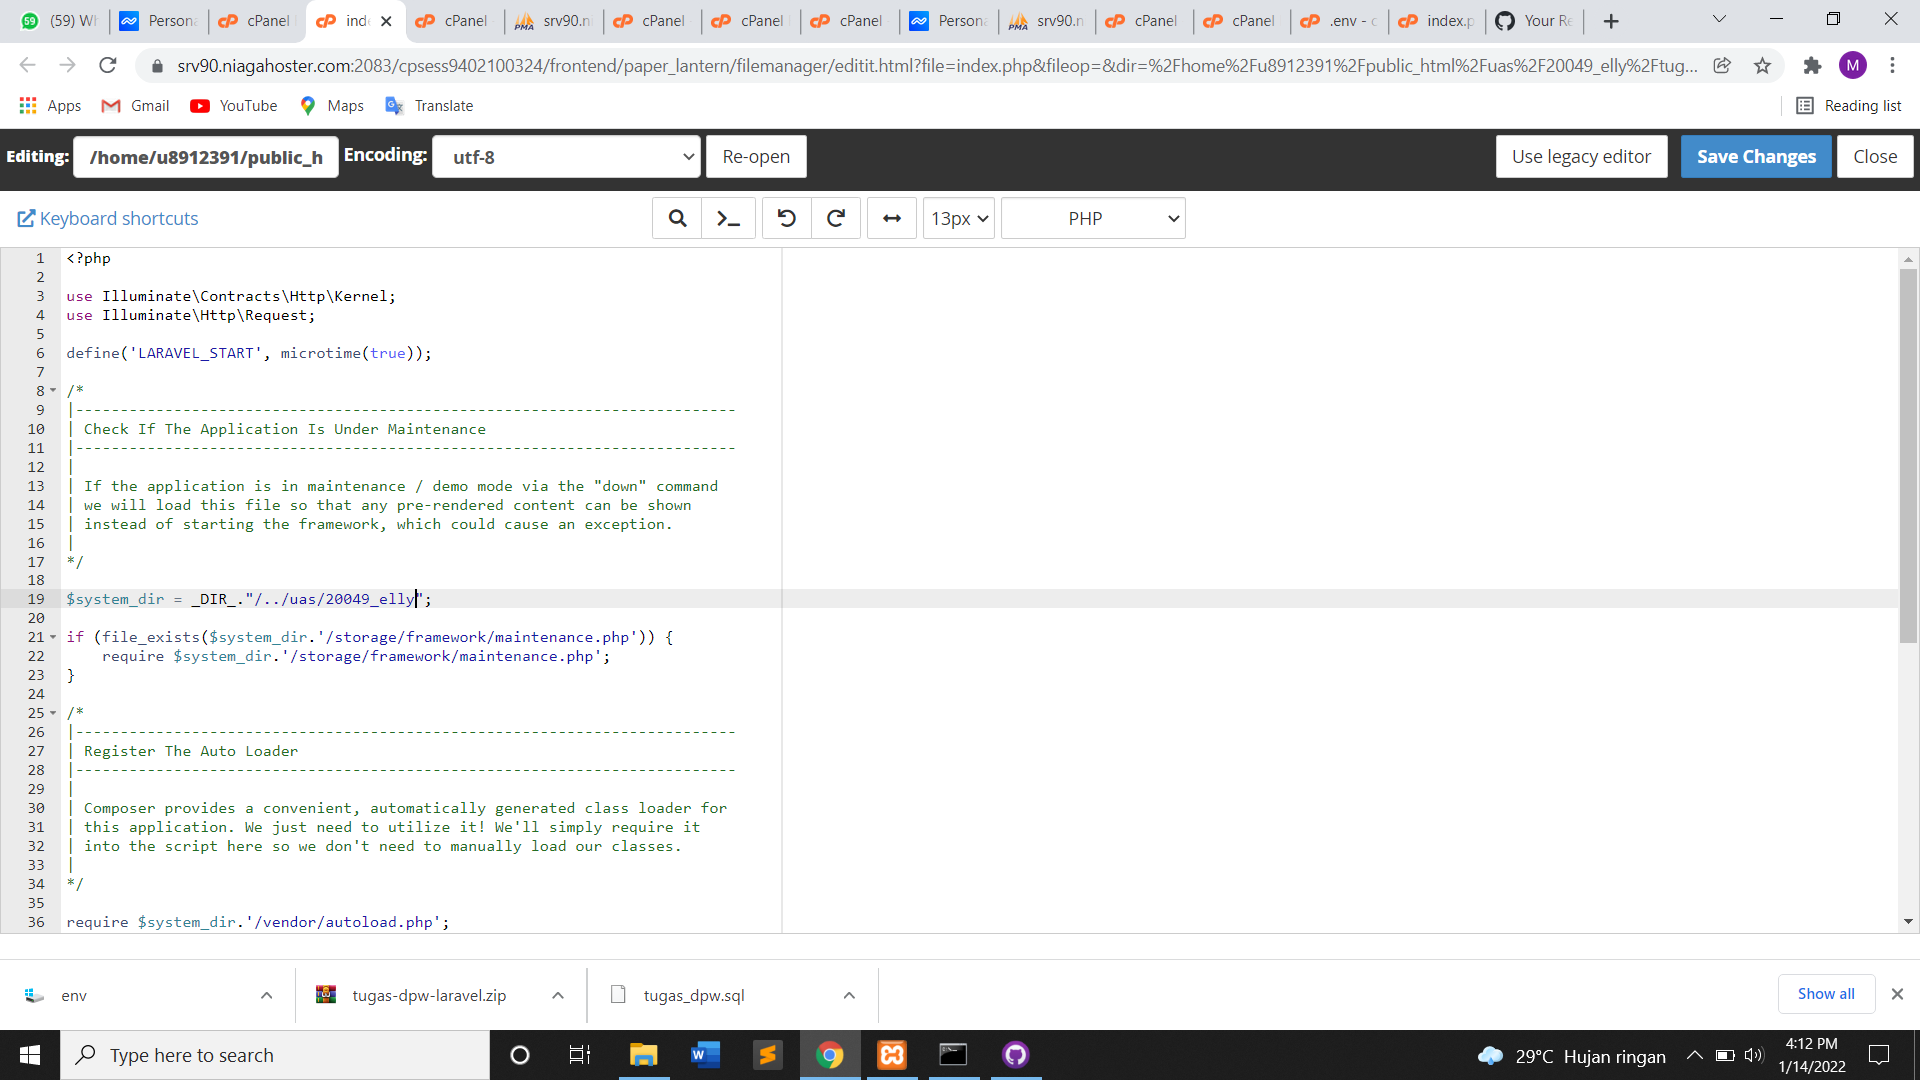 (59) Wh
Persona
cPanel
inde
cPanel
srv90.ni
cPanel
cPanel
cPanel
Persona
srv90.n
cPanel
cPanel
.env - c
index.p
Your Re
srv90.niagahoster.com:2083/cpsess9402100324/frontend/paper_lantern/filemanager/editit.html?file=index.php&fileop=&dir=%2Fhome%2Fu8912391%2Fpublic_html%2Fuas%2F20049_elly%2Ftug...
M
Apps
Gmail
YouTube
Maps
Translate
Reading list
Editing:
/home/u8912391/public_h
Encoding:
utf-8
Re-open
Use legacy editor
Save Changes
Close
Keyboard shortcuts
13px
PHP
1 <?php
2
3 use Illuminate\Contracts\Http\Kernel;
4 use Illuminate\Http\Request;
5
6 define('LARAVEL_START', microtime(true));
7
8 /*
9 |--------------------------------------------------------------------------
10 | Check If The Application Is Under Maintenance
11 |--------------------------------------------------------------------------
12 |
13 | If the application is in maintenance / demo mode via the "down" command
14 | we will load this file so that any pre-rendered content can be shown
15 | instead of starting the framework, which could cause an exception.
16 |
17 */
18
19 $system_dir = _DIR_."/../uas/20049_elly";
20
21 if (file_exists($system_dir.'/storage/framework/maintenance.php')) {
22 require $system_dir.'/storage/framework/maintenance.php';
23 }
24
25 /*
26 |--------------------------------------------------------------------------
27 | Register The Auto Loader
28 |--------------------------------------------------------------------------
29 |
30 | Composer provides a convenient, automatically generated class loader for
31 | this application. We just need to utilize it! We'll simply require it
32 | into the script here so we don't need to manually load our classes.
33 |
34 */
35
36 require $system_dir.'/vendor/autoload.php';
env
tugas-dpw-laravel.zip
tugas_dpw.sql
Show all
Type here to search
29°C Hujan ringan
4:12 PM
1/14/2022